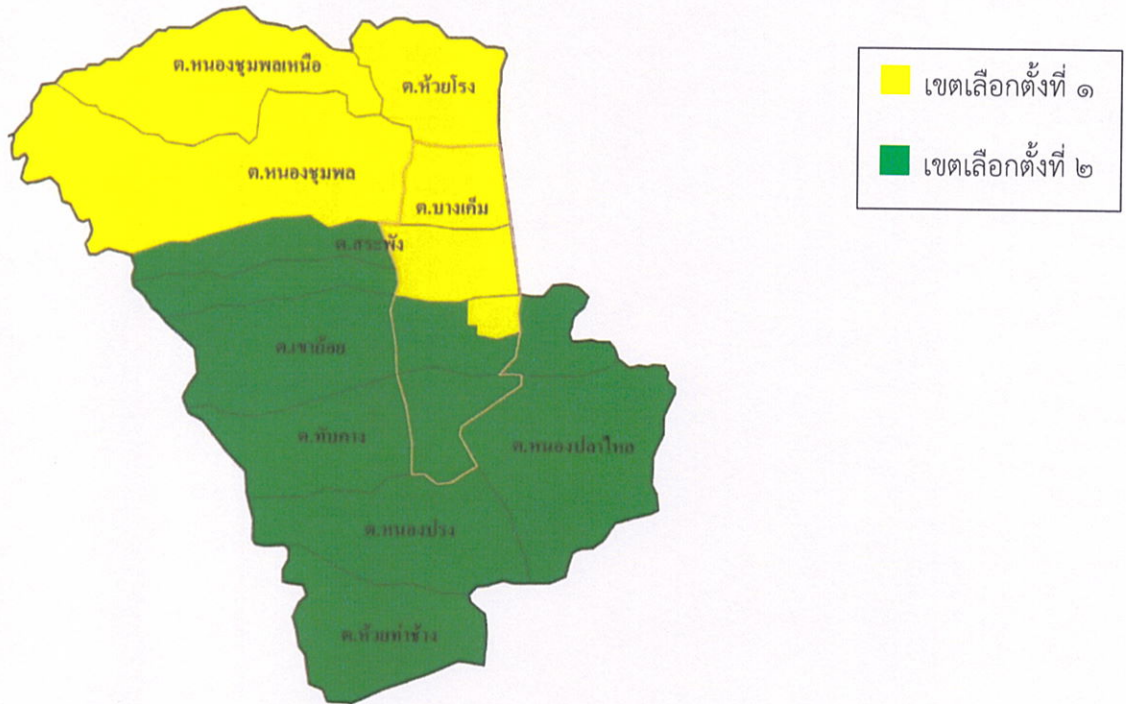 ต.หนองชุมพลเหนือ
ต.ห้วยโรง
ต.หนองชุมพล
ต.บางเค็ม
ต.สระพัง
ต.เขาย้อย
ต.ทับคาง
ต.หนองปลาไหล
ต.หนองปรง
ต.ห้วยท่าช้าง
เขตเลือกตั้งที่ ๑
เขตเลือกตั้งที่ ๒